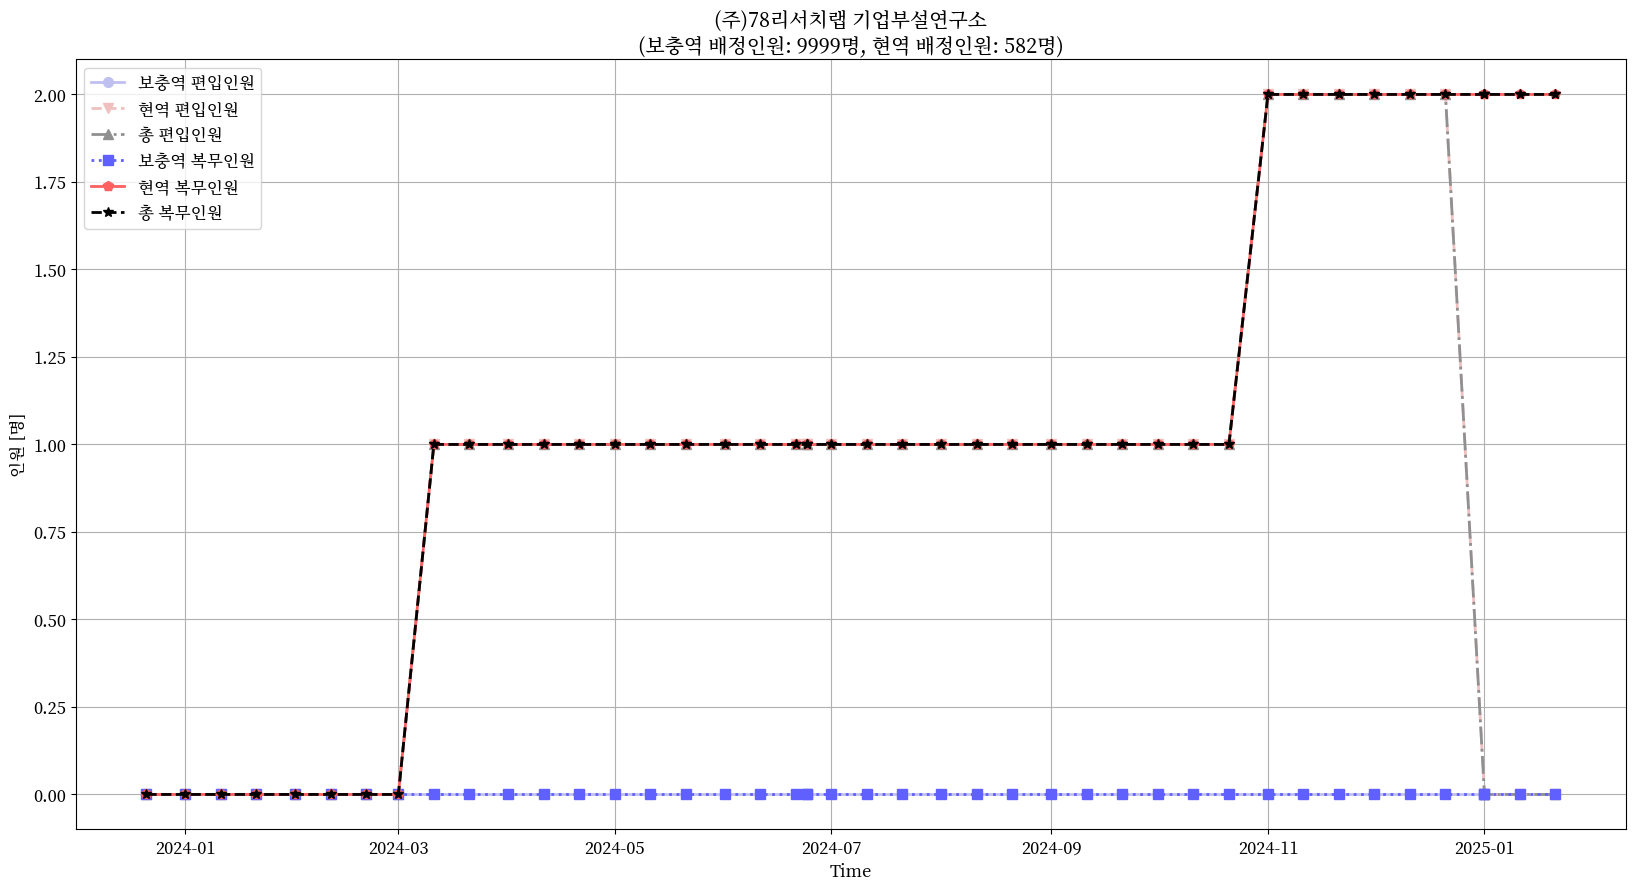 (주)78리서치랩 기업부설연구소
(보충역 배정인원: 9999명, 현역 배정인원: 582명)
보충역 편입인원
현역 편입인원
총 편입인원
보충역 복무인원
현역 복무인원
총 복무인원
2.00
1.75
1.50
1.25
1.00
0.75
0.50
0.25
0.00
인원 [명]
2024-01
2024-03
2024-05
2024-07
2024-09
2024-11
2025-01
Time